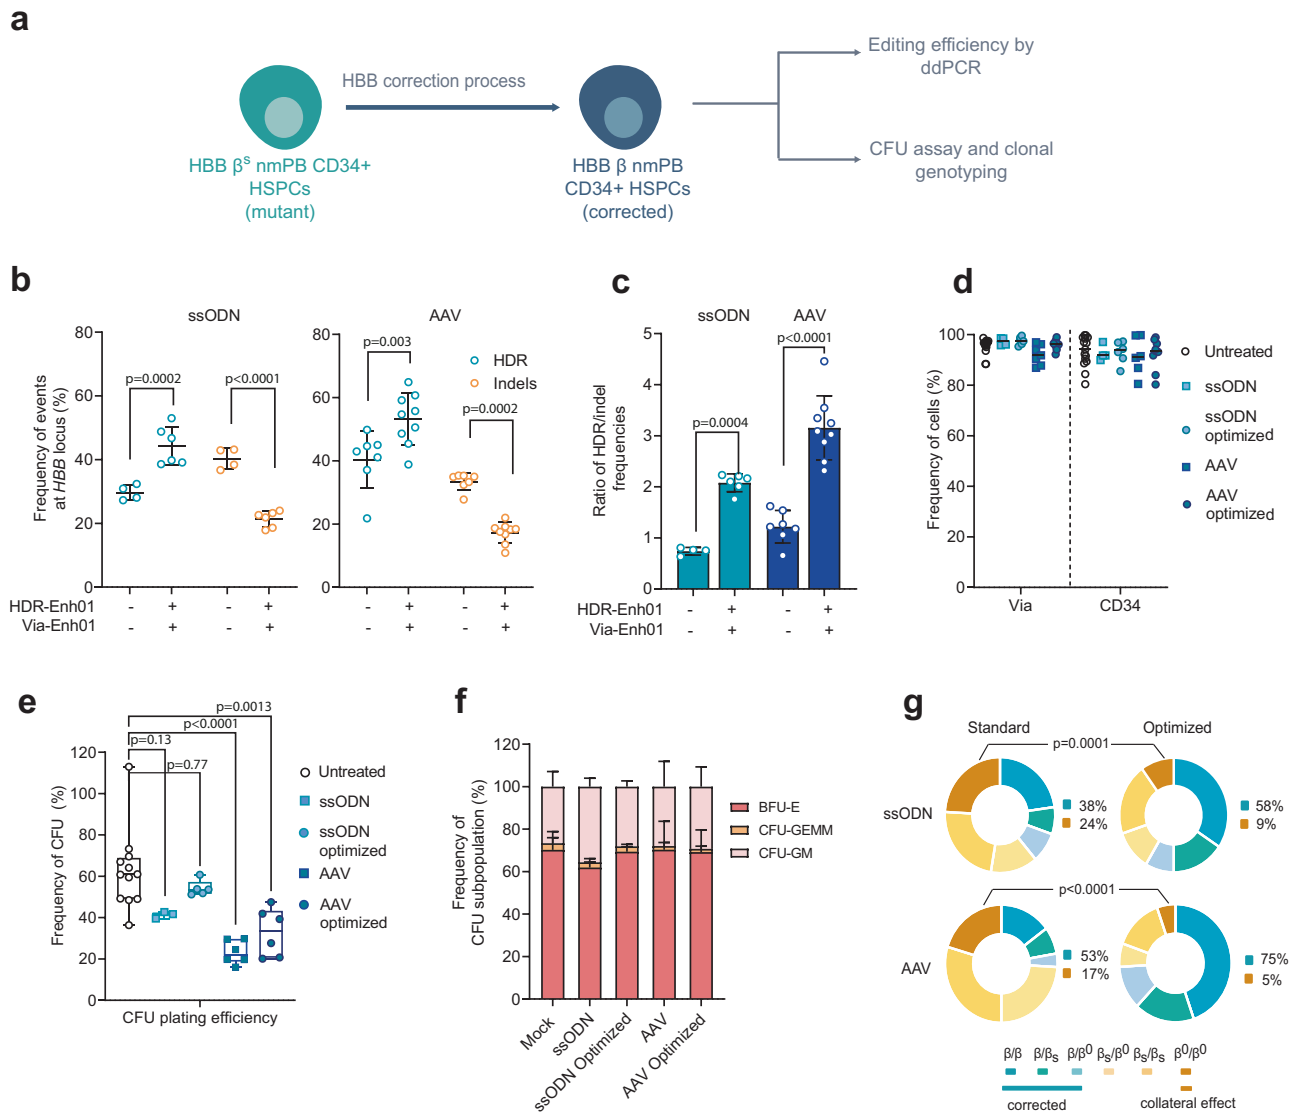 a
HBB correction process
Editing efficiency by
ddPCR
HBB βˢ nmPB CD34+
HSPCs
(mutant)
HBB β nmPB
CD34+ HSPCs
(corrected)
CFU assay and clonal
genotyping
b
ssODN
AAV
Frequency of events
at HBB locus (%)
80
60
40
20
0
p=0.0002
p<0.0001
80
60
40
20
0
p=0.003
p=0.0002
HDR
Indels
HDR-Enh01
- + - +
- + - +
Via-Enh01
- + - +
- + - +
c
ssODN
AAV
Ratio of HDR/indel
frequencies
5
4
3
2
1
0
p=0.0004
p<0.0001
HDR-Enh01
- + - +
Via-Enh01
- + - +
d
Frequency of cells (%)
100
80
60
40
20
0
Via
CD34
Untreated
ssODN
ssODN
optimized
AAV
AAV
optimized
e
Frequency of CFU (%)
120
100
80
60
40
20
0
p=0.0013
p<0.0001
p=0.13
p=0.77
CFU plating efficiency
Untreated
ssODN
ssODN
optimized
AAV
AAV
optimized
f
Frequency of
CFU subpopulation (%)
120
100
80
60
40
20
0
Mock
ssODN
ssODN Optimized
AAV
AAV Optimized
BFU-E
CFU-GEMM
CFU-GM
g
Standard
Optimized
p=0.0001
ssODN
38%
24%
58%
9%
p<0.0001
AAV
53%
17%
75%
5%
β/β β/βs β/β⁰ βs/β⁰ βs/βs β⁰/β⁰
corrected
collateral effect